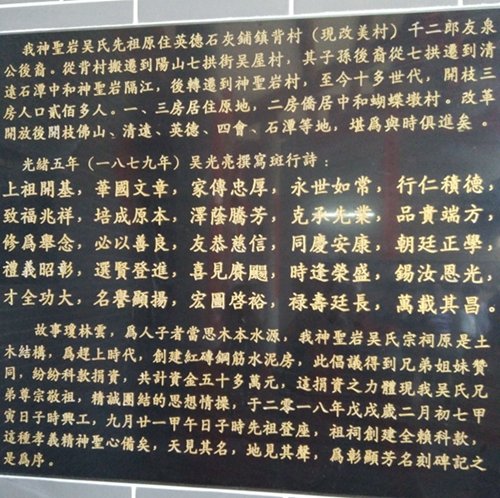 我神聖岩吴氏先祖原住英德石灰鋪鎮背村（現改美村）千二郎友泉
公後裔。從背村搬遷到陽山七拱街吴屋村，其子孫後裔從七拱遷到清
遠石潭中和神聖岩隔江，後轉遷到神聖岩村，至今十多世代，開枝三
房人口貳佰多人。一、三房居住原地，二房僑居中和蝴蝶墩村。改革
開放後開枝佛山、清遠、英德、四會、石潭等地，堪爲與時俱進矣。
光緒五年（一八七九年）吴光亮撰寫班行詩：
上祖開基，華國文章，家傳忠厚，永世如常，行仁積德，
致福兆祥，培成原本，澤蔭騰芳，克承先業，品貴端方，
修爲舉念，必以善良，友恭慈信，同慶安康，朝廷正學，
禮義昭彰，選賢登進，喜見賡颺，時逢荣盛，錫汝恩光，
才全功大，名譽顯揚，宏圖啓裕，禄壽廷長，萬載其昌。
故事瓊林雲，爲人子者當思木本水源，我神聖岩吴氏宗祠原是土
木結構，爲趕上時代，創建紅磚鋼筋水泥房，此倡議得到兄弟姐妹赞
同，紛紛科款捐資，共計資金五十多萬元，這捐資之力體現我吴氏兄
弟尊宗敬祖，精誠團結的思想情操，于二零一八年戊戌歲二月初七甲
寅日子時興工，九月廿一甲午日子時先祖登座，祖祠創建全賴科款，
這種孝義精神聖心備矣，天見其名，地見其聲，爲彰顯芳名刻碑記之
是爲序。